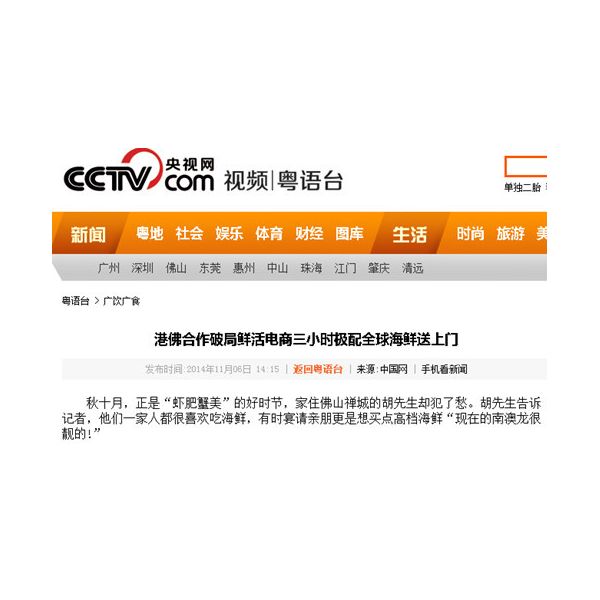 CCTV.com 央视网 视频|粤语台
单独二胎
新闻 粤地 社会 娱乐 体育 财经 图库 生活 时尚 旅游 美
广州 深圳 佛山 东莞 惠州 中山 珠海 江门 肇庆 清远
粤语台 > 广饮广食
港佛合作破局鲜活电商三小时极配全球海鲜送上门
发布时间:2014年11月06日 14:15 | 返回粤语台 | 来源:中国网 | 手机看新闻
秋十月，正是“虾肥蟹美”的好时节，家住佛山禅城的胡先生却犯了愁。胡先生告诉
记者，他们一家人都很喜欢吃海鲜，有时宴请亲朋更是想买点高档海鲜“现在的南澳龙很
靓的!”